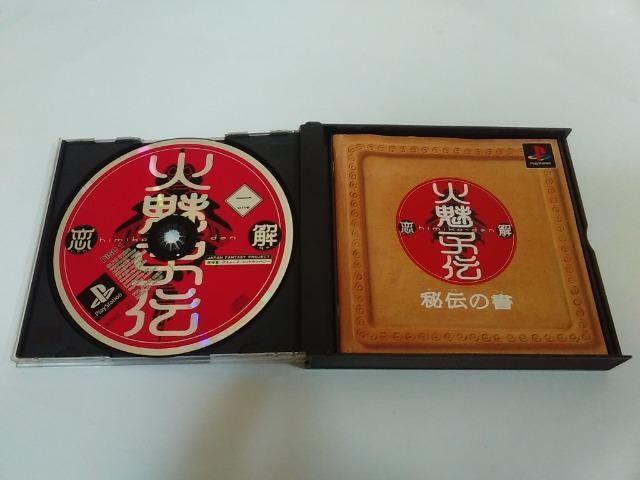 火魅子伝
himiko-den
恋
解
一
one
JAPAN FANTASY PROJECT
PlayStation
PlayStation
火魅子伝
himiko-den
恋
解
秘伝の書